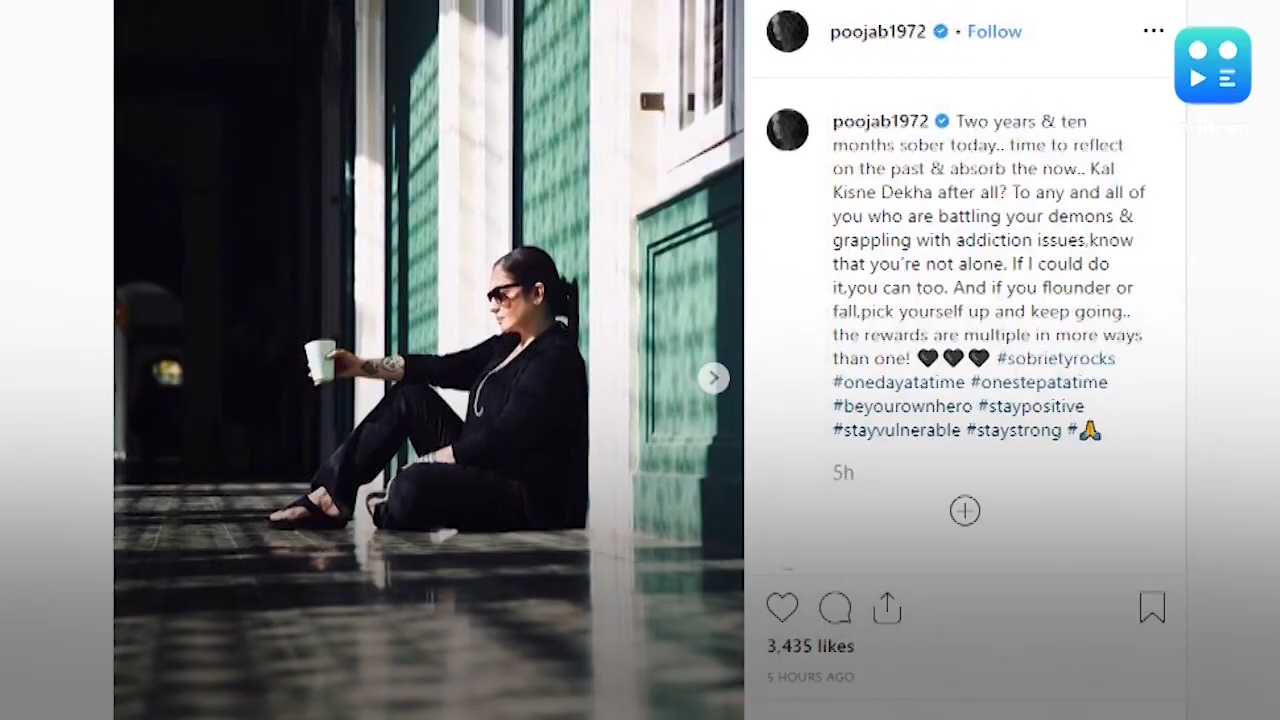 poojab1972 • Follow
poojab1972 Two years & ten
months sober today.. time to reflect
on the past & absorb the now.. Kal
Kisne Dekha after all? To any and all of
you who are battling your demons &
grappling with addiction issues,know
that you're not alone. If I could do
it,you can too. And if you flounder or
fall,pick yourself up and keep going..
the rewards are multiple in more ways
than one! 🖤🖤🖤 #sobrietyrocks
#onedayatatime #onestepatatime
#beyourownhero #staypositive
#stayvulnerable #staystrong #🙏
5h
3,435 likes
5 HOURS AGO